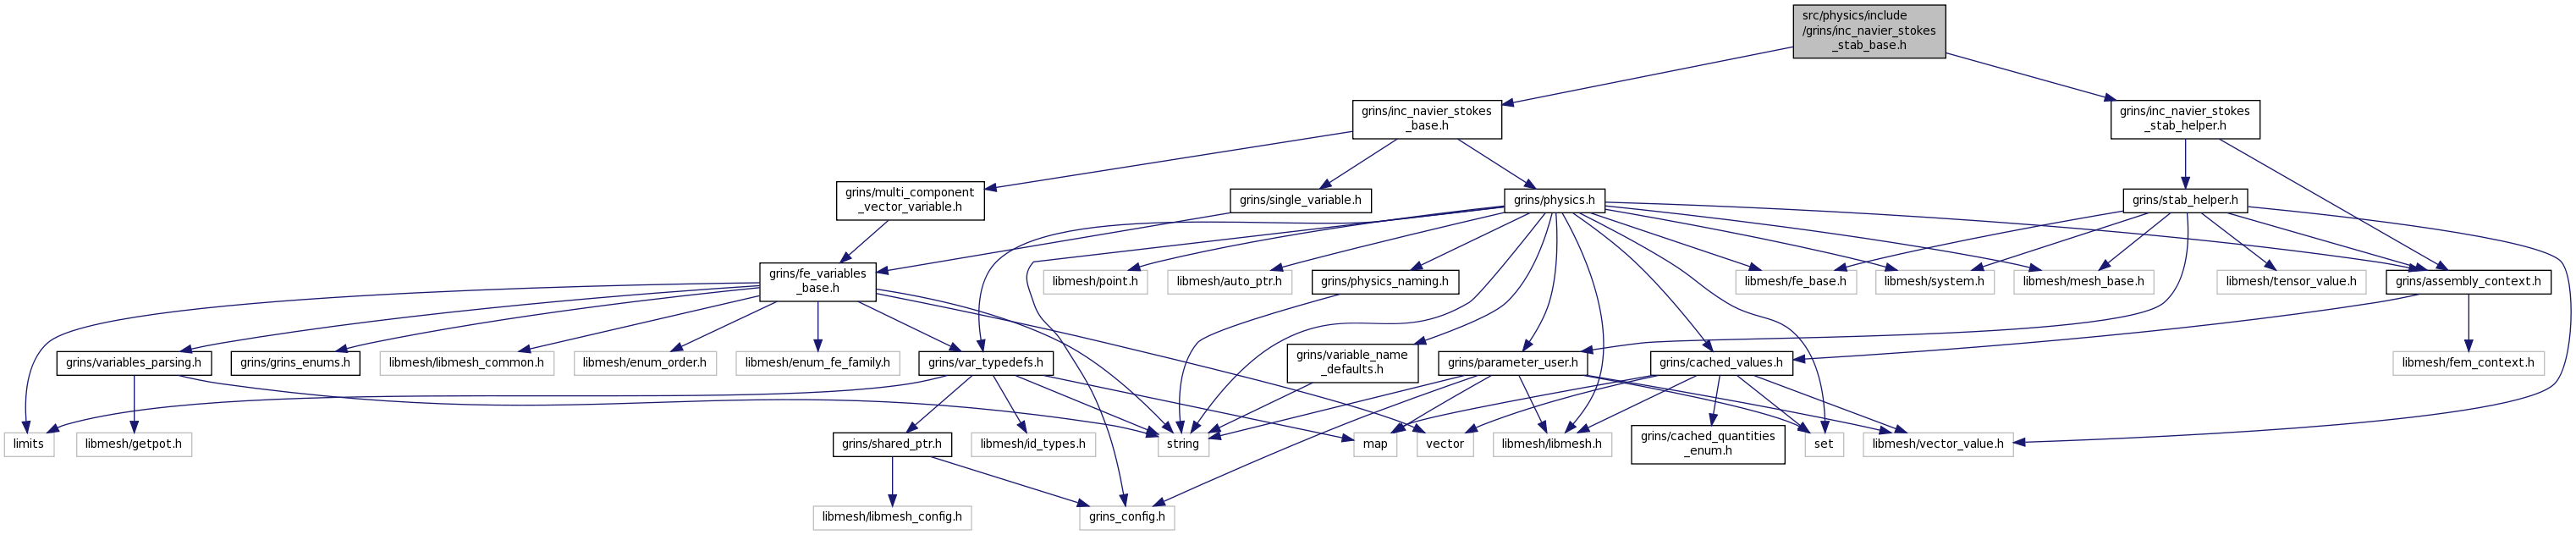 src/physics/include
/grins/inc_navier_stokes
_stab_base.h
grins/inc_navier_stokes
_base.h
grins/inc_navier_stokes
_stab_helper.h
grins/multi_component
_vector_variable.h
grins/single_variable.h
grins/physics.h
grins/stab_helper.h
grins/fe_variables
_base.h
libmesh/point.h
libmesh/auto_ptr.h
grins/physics_naming.h
libmesh/fe_base.h
libmesh/system.h
libmesh/mesh_base.h
libmesh/tensor_value.h
grins/assembly_context.h
grins/variables_parsing.h
grins/grins_enums.h
libmesh/libmesh_common.h
libmesh/enum_order.h
libmesh/enum_fe_family.h
grins/var_typedefs.h
grins/variable_name
_defaults.h
grins/parameter_user.h
grins/cached_values.h
libmesh/fem_context.h
limits
libmesh/getpot.h
grins/shared_ptr.h
libmesh/id_types.h
string
map
vector
libmesh/libmesh.h
grins/cached_quantities
_enum.h
set
libmesh/vector_value.h
libmesh/libmesh_config.h
grins_config.h